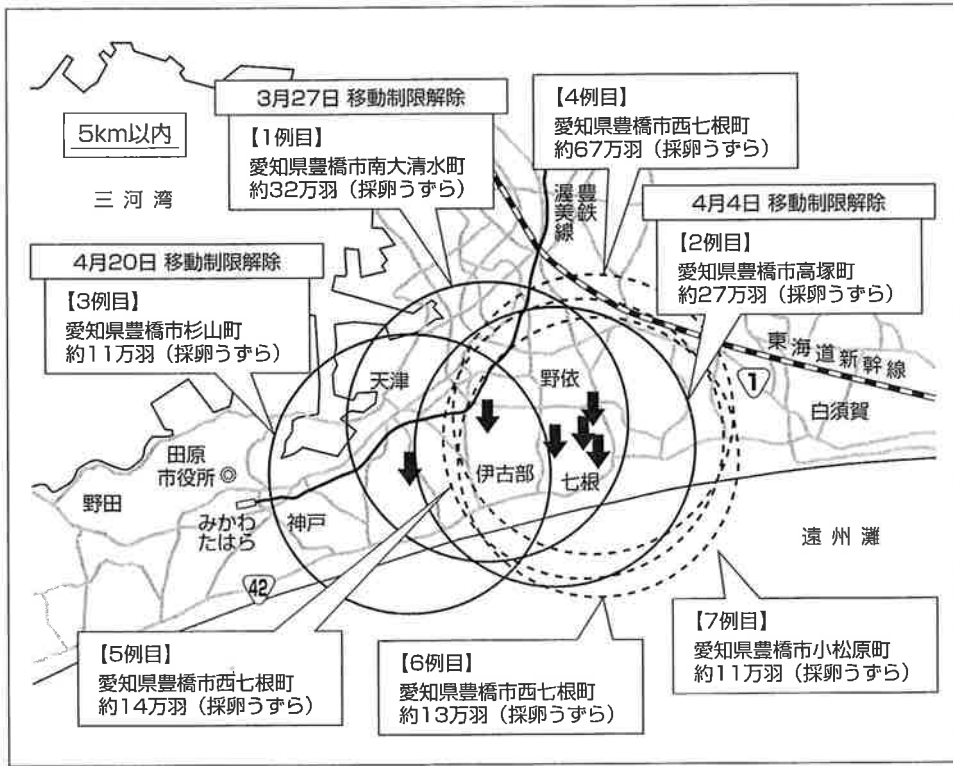 5km以内
三河湾
3月27日 移動制限解除
【1例目】
愛知県豊橋市南大清水町
約32万羽（採卵うずら）
【4例目】
愛知県豊橋市西七根町
約67万羽（採卵うずら）
豊鉄
渥美線
4月4日 移動制限解除
【2例目】
愛知県豊橋市高塚町
約27万羽（採卵うずら）
4月20日 移動制限解除
【3例目】
愛知県豊橋市杉山町
約11万羽（採卵うずら）
東海道新幹線
1
白須賀
天津
野依
田原
市役所
伊古部
七根
野田
みかわ
たはら
神戸
遠州灘
42
【5例目】
愛知県豊橋市西七根町
約14万羽（採卵うずら）
【6例目】
愛知県豊橋市西七根町
約13万羽（採卵うずら）
【7例目】
愛知県豊橋市小松原町
約11万羽（採卵うずら）